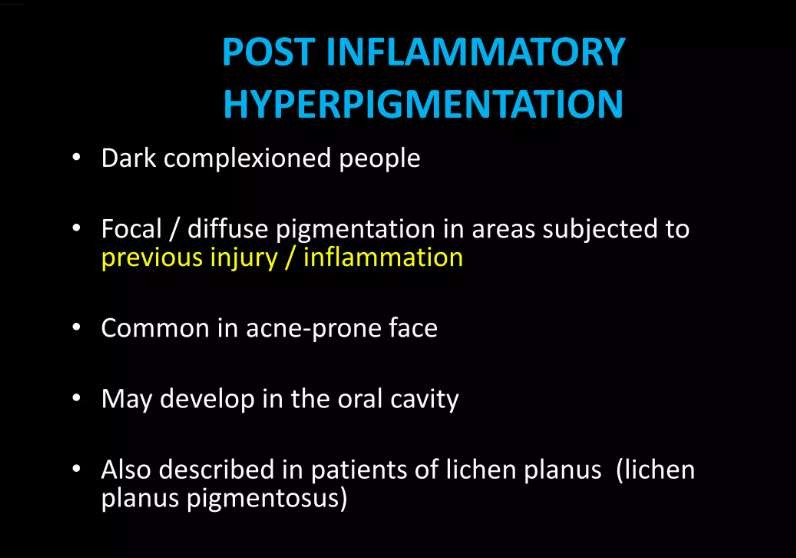 POST INFLAMMATORY
HYPERPIGMENTATION
• Dark complexioned people
• Focal / diffuse pigmentation in areas subjected to
previous injury / inflammation
• Common in acne-prone face
• May develop in the oral cavity
• Also described in patients of lichen planus  (lichen
planus pigmentosus)